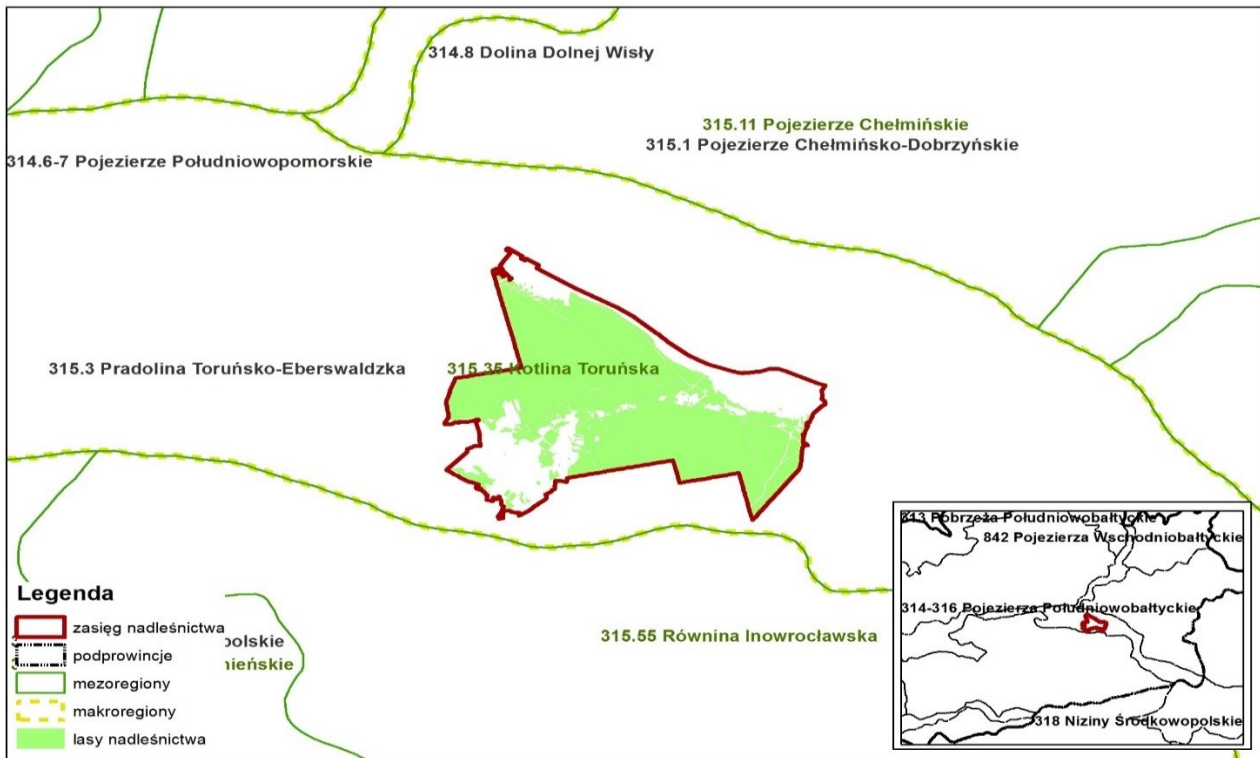 314.8 Dolina Dolnej Wisły
315.11 Pojezierze Chełmińskie
315.1 Pojezierze Chełmińsko-Dobrzyńskie
314.6-7 Pojezierze Południowopomorskie
315.3 Pradolina Toruńsko-Eberswaldzka
315.35 Kotlina Toruńska
315.55 Równina Inowrocławska
Legenda
zasięg nadleśnictwa
podprowincje
mezoregiony
makroregiony
lasy nadleśnictwa
313 Pobrzeża Południowobałtyckie
842 Pojezierza Wschodniobałtyckie
314-316 Pojezierza Południowobałtyckie
318 Niziny Środkowopolskie